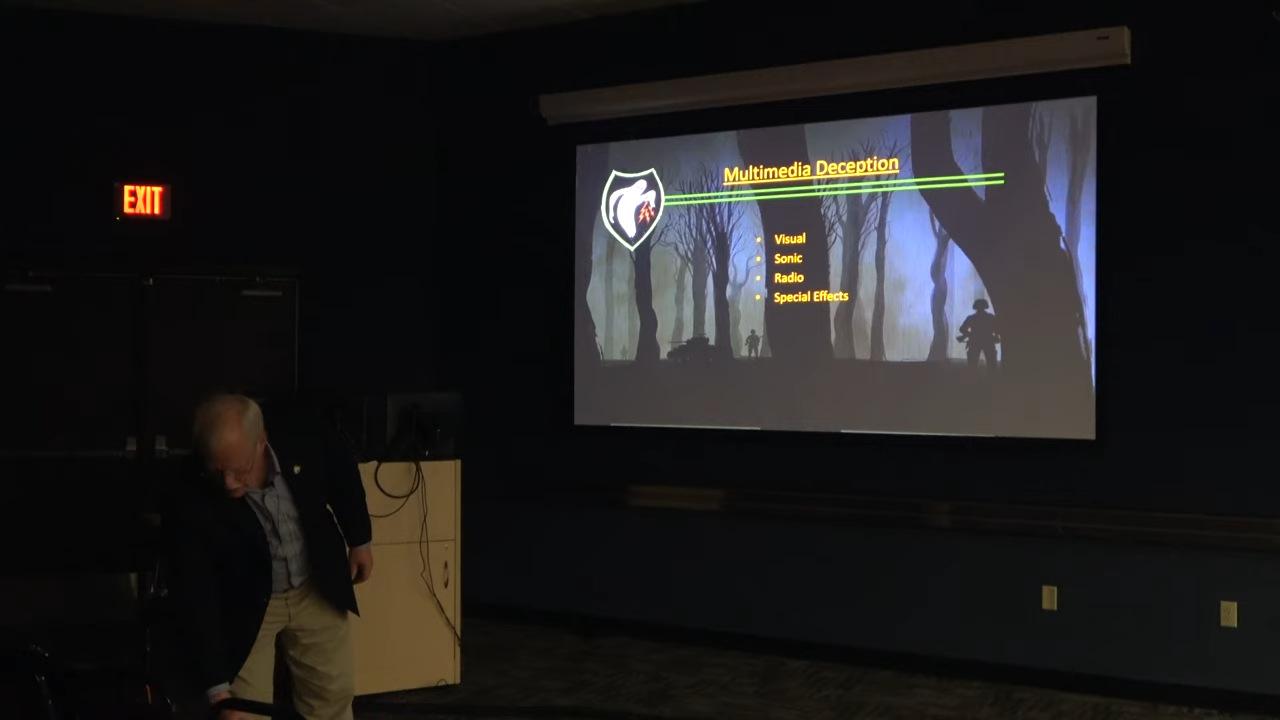 EXIT
Multimedia Deception
• Visual
• Sonic
• Radio
• Special Effects